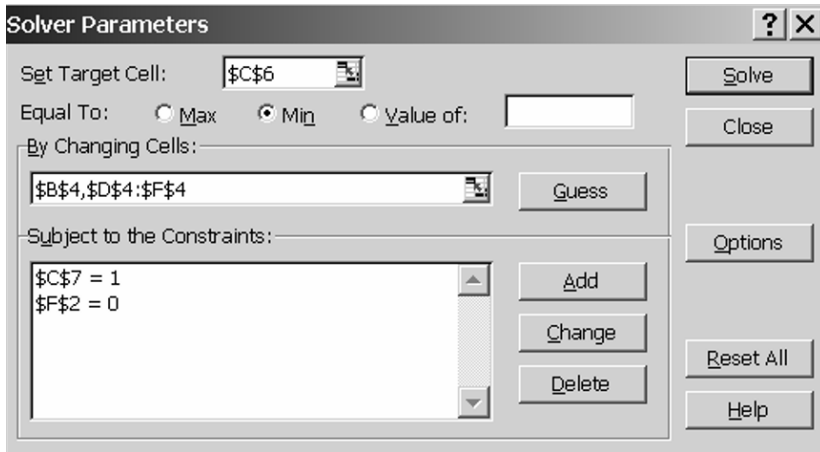 Solver Parameters
Set Target Cell: $C$6 Solve
Equal To: Max Min Value of: Close
By Changing Cells:
$B$4,$D$4:$F$4 Guess
Subject to the Constraints: Options
$C$7 = 1 Add
$F$2 = 0
Change
Reset All
Delete
Help